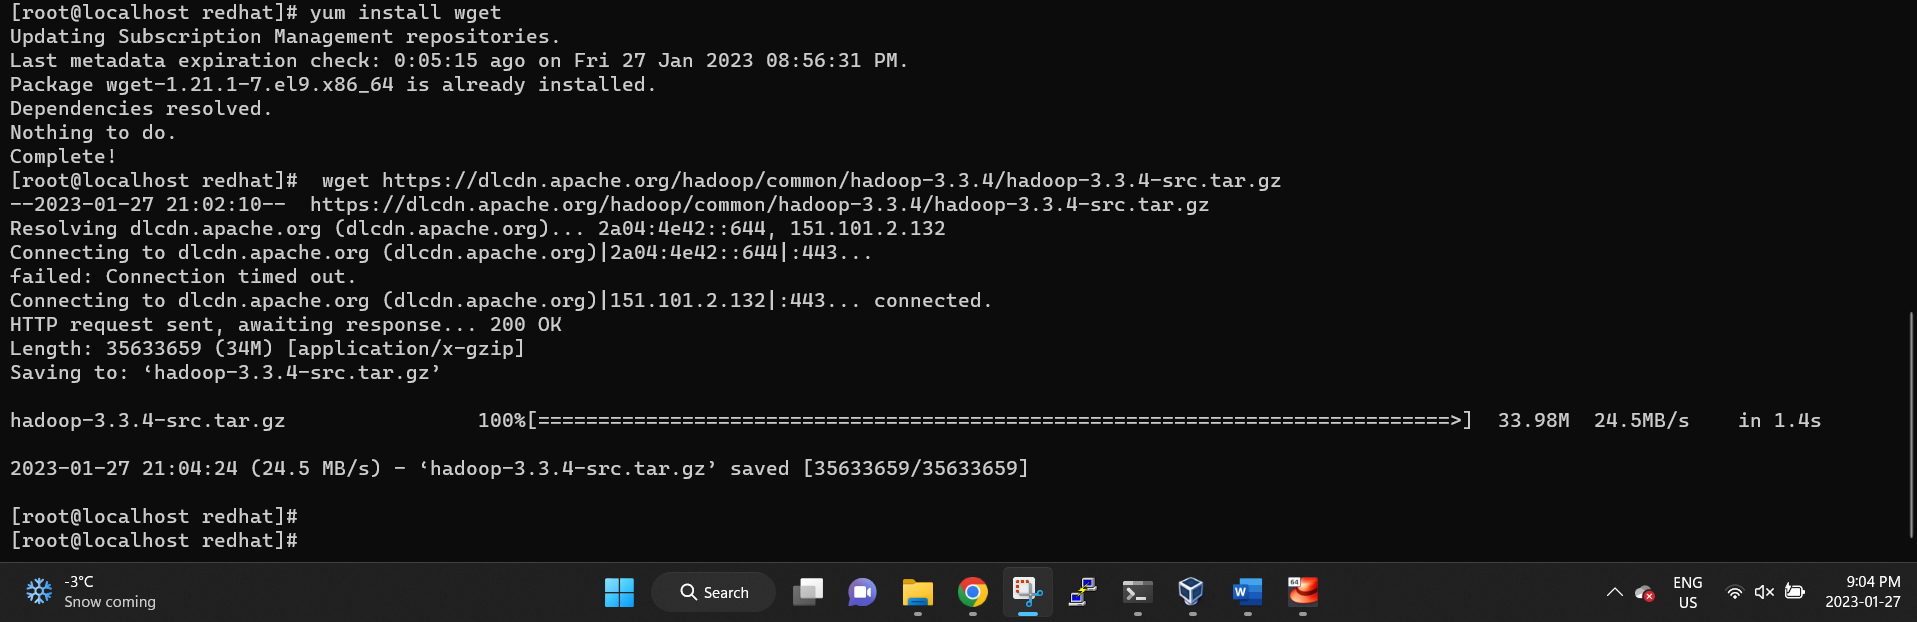 [root@localhost redhat]# yum install wget
Updating Subscription Management repositories.
Last metadata expiration check: 0:05:15 ago on Fri 27 Jan 2023 08:56:31 PM.
Package wget-1.21.1-7.el9.x86_64 is already installed.
Dependencies resolved.
Nothing to do.
Complete!
[root@localhost redhat]#  wget https://dlcdn.apache.org/hadoop/common/hadoop-3.3.4/hadoop-3.3.4-src.tar.gz
--2023-01-27 21:02:10--  https://dlcdn.apache.org/hadoop/common/hadoop-3.3.4/hadoop-3.3.4-src.tar.gz
Resolving dlcdn.apache.org (dlcdn.apache.org)... 2a04:4e42::644, 151.101.2.132
Connecting to dlcdn.apache.org (dlcdn.apache.org)|2a04:4e42::644|:443...
failed: Connection timed out.
Connecting to dlcdn.apache.org (dlcdn.apache.org)|151.101.2.132|:443... connected.
HTTP request sent, awaiting response... 200 OK
Length: 35633659 (34M) [application/x-gzip]
Saving to: ‘hadoop-3.3.4-src.tar.gz’
hadoop-3.3.4-src.tar.gz                100%[============================================================================>]  33.98M  24.5MB/s    in 1.4s
2023-01-27 21:04:24 (24.5 MB/s) - ‘hadoop-3.3.4-src.tar.gz’ saved [35633659/35633659]
[root@localhost redhat]#
[root@localhost redhat]#
-3°C
Snow coming
Search
W
64
ENG
US
9:04 PM
2023-01-27